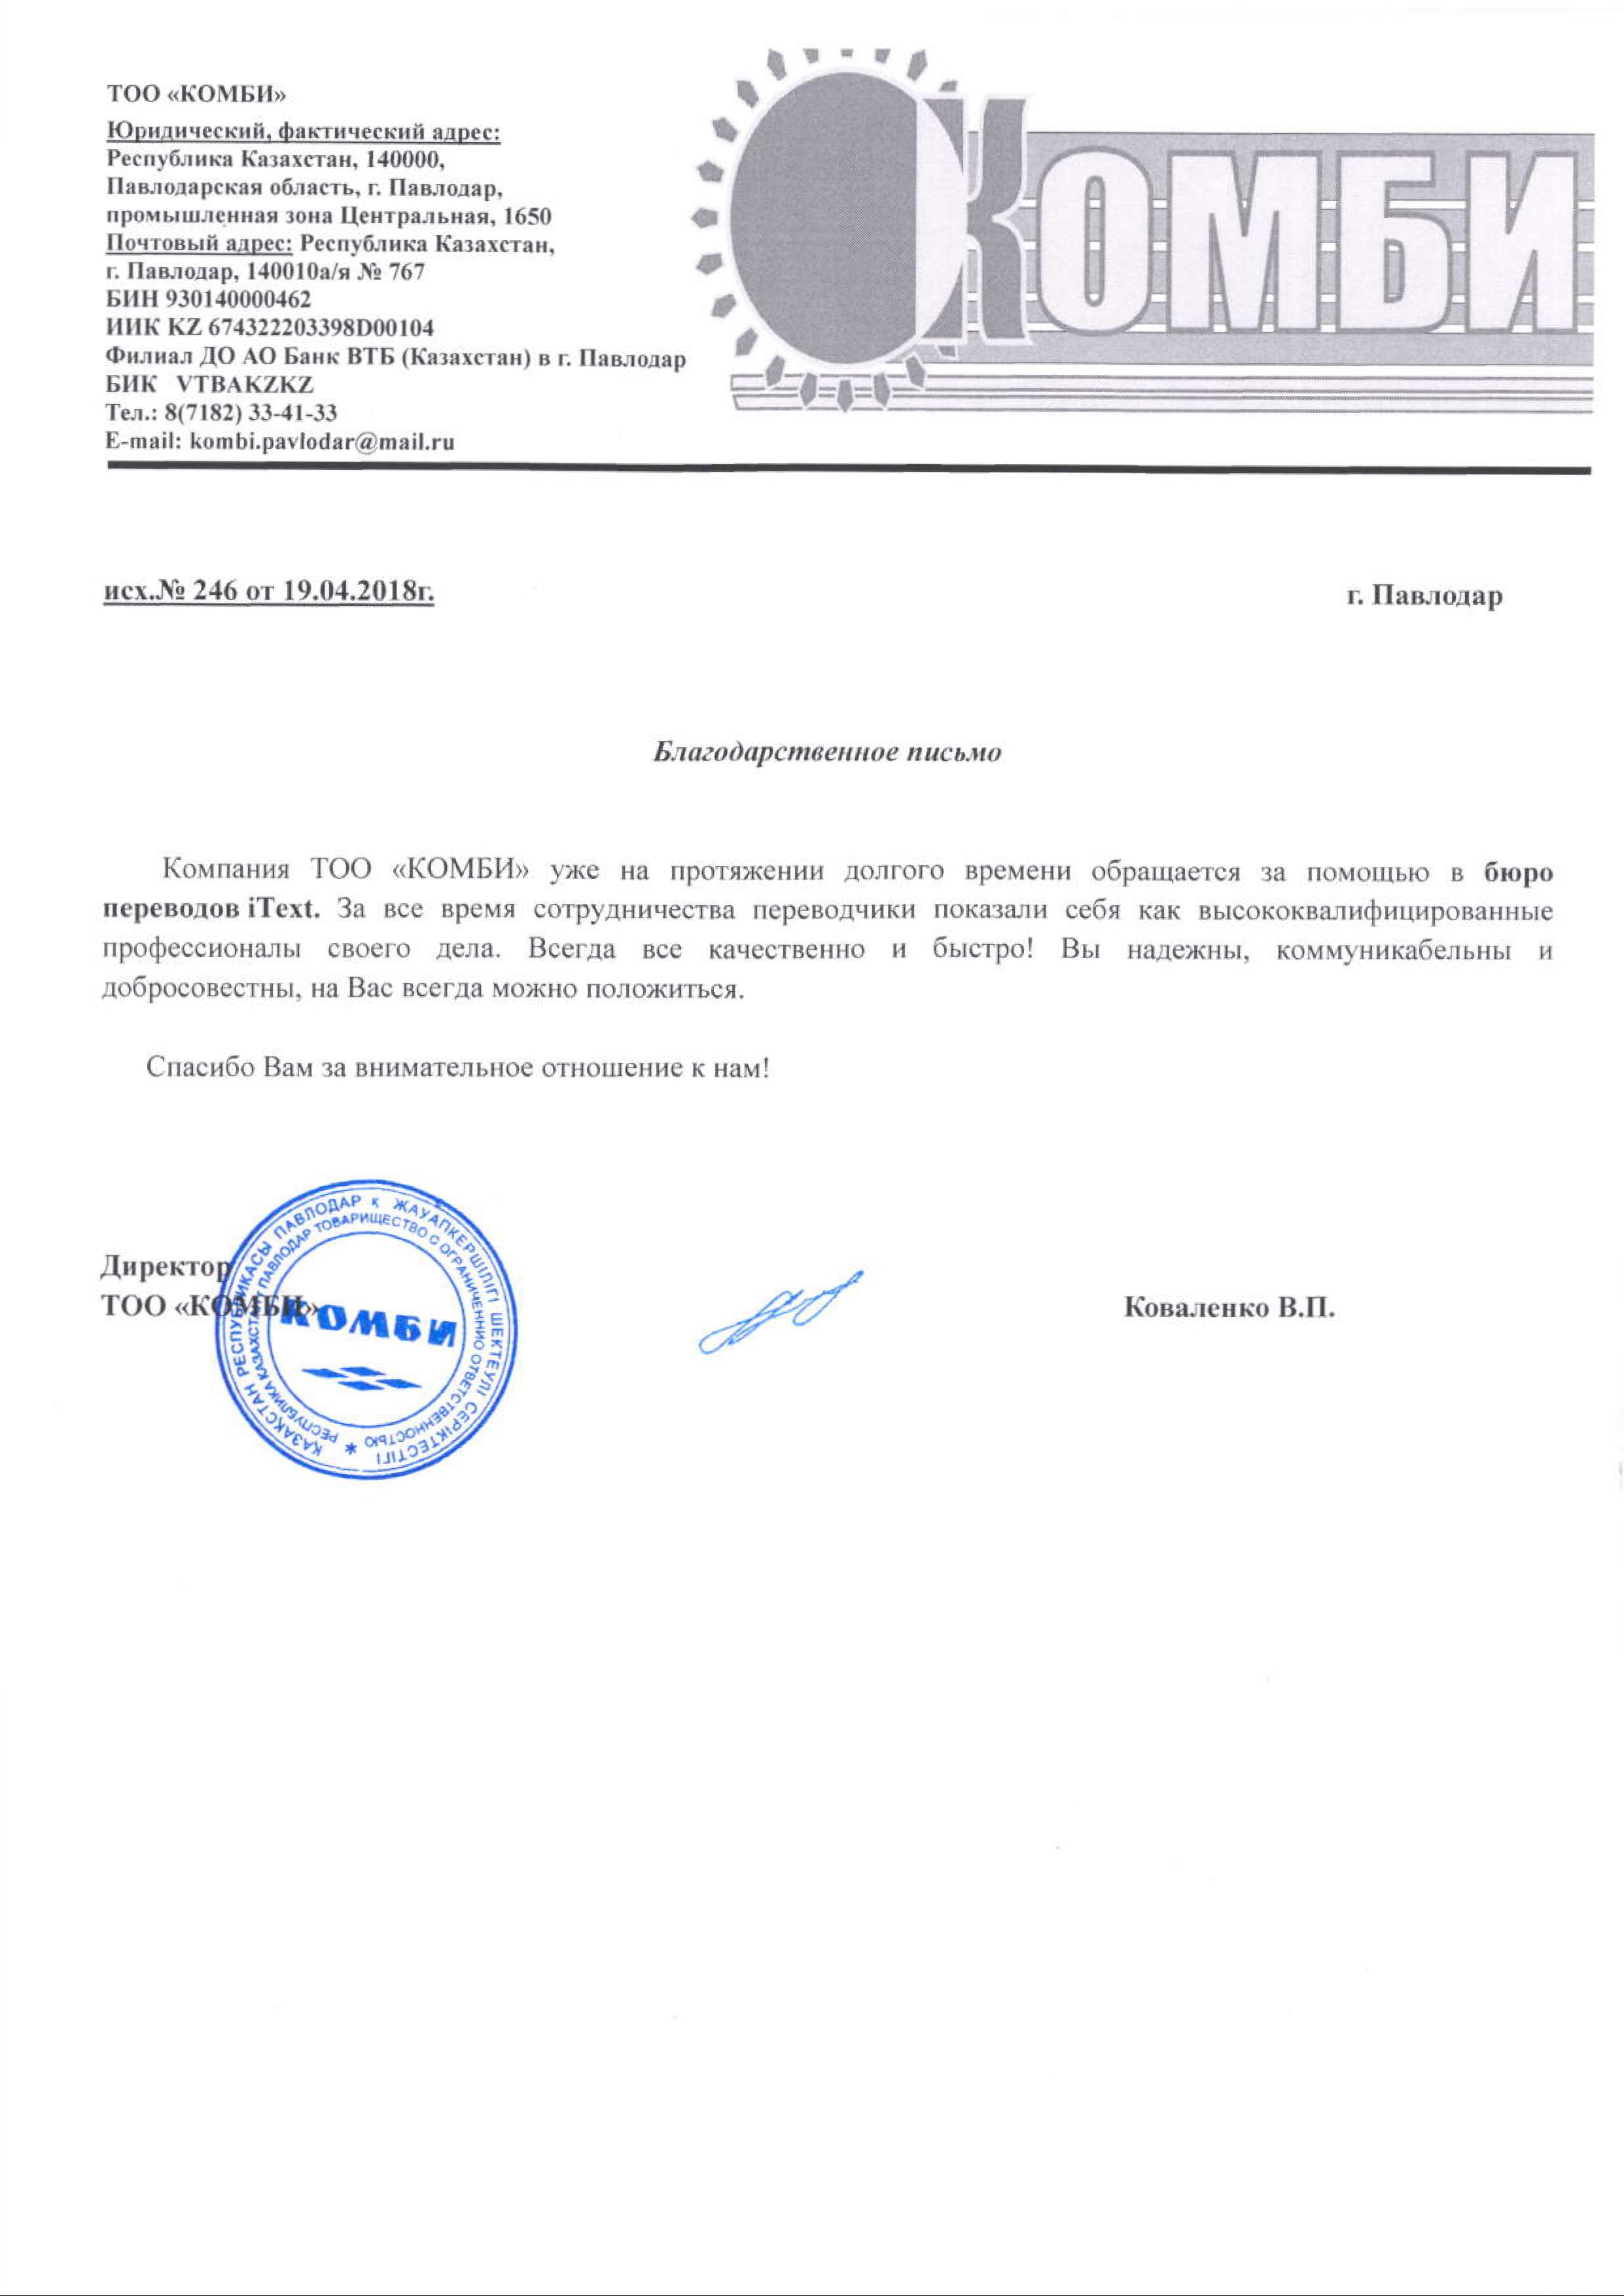 ТОО «КОМБИ»
Юридический, фактический адрес:
Республика Казахстан, 140000,
Павлодарская область, г. Павлодар,
промышленная зона Центральная, 1650
Почтовый адрес: Республика Казахстан,
г. Павлодар, 140010а/я № 767
БИН 930140000462
ИИК KZ 674322203398D00104
Филиал ДО АО Банк ВТБ (Казахстан) в г. Павлодар
БИК VTBAKZKZ
Тел.: 8(7182) 33-41-33
E-mail: kombi.pavlodar@mail.ru
КОМБИ
исх.№ 246 от 19.04.2018г.
г. Павлодар
Благодарственное письмо
Компания ТОО «КОМБИ» уже на протяжении долгого времени обращается за помощью в бюро
переводов iText. За все время сотрудничества переводчики показали себя как высококвалифицированные
профессионалы своего дела. Всегда все качественно и быстро! Вы надежны, коммуникабельны и
добросовестны, на Вас всегда можно положиться.
Спасибо Вам за внимательное отношение к нам!
Директор
ТОО «КОМБИ»
Коваленко В.П.
ҚАЗАҚСТАН РЕСПУБЛИКАСЫ ПАВЛОДАР қ ЖАУАПКЕРШІЛІГІ ШЕКТЕУЛІ СЕРІКТЕСТІГІ
РЕСПУБЛИКА КАЗАХСТАН г ПАВЛОДАР ТОВАРИЩЕСТВО С ОГРАНИЧЕННИО ОТВЕТСТВЕННОСТЬЮ
КОМБИ